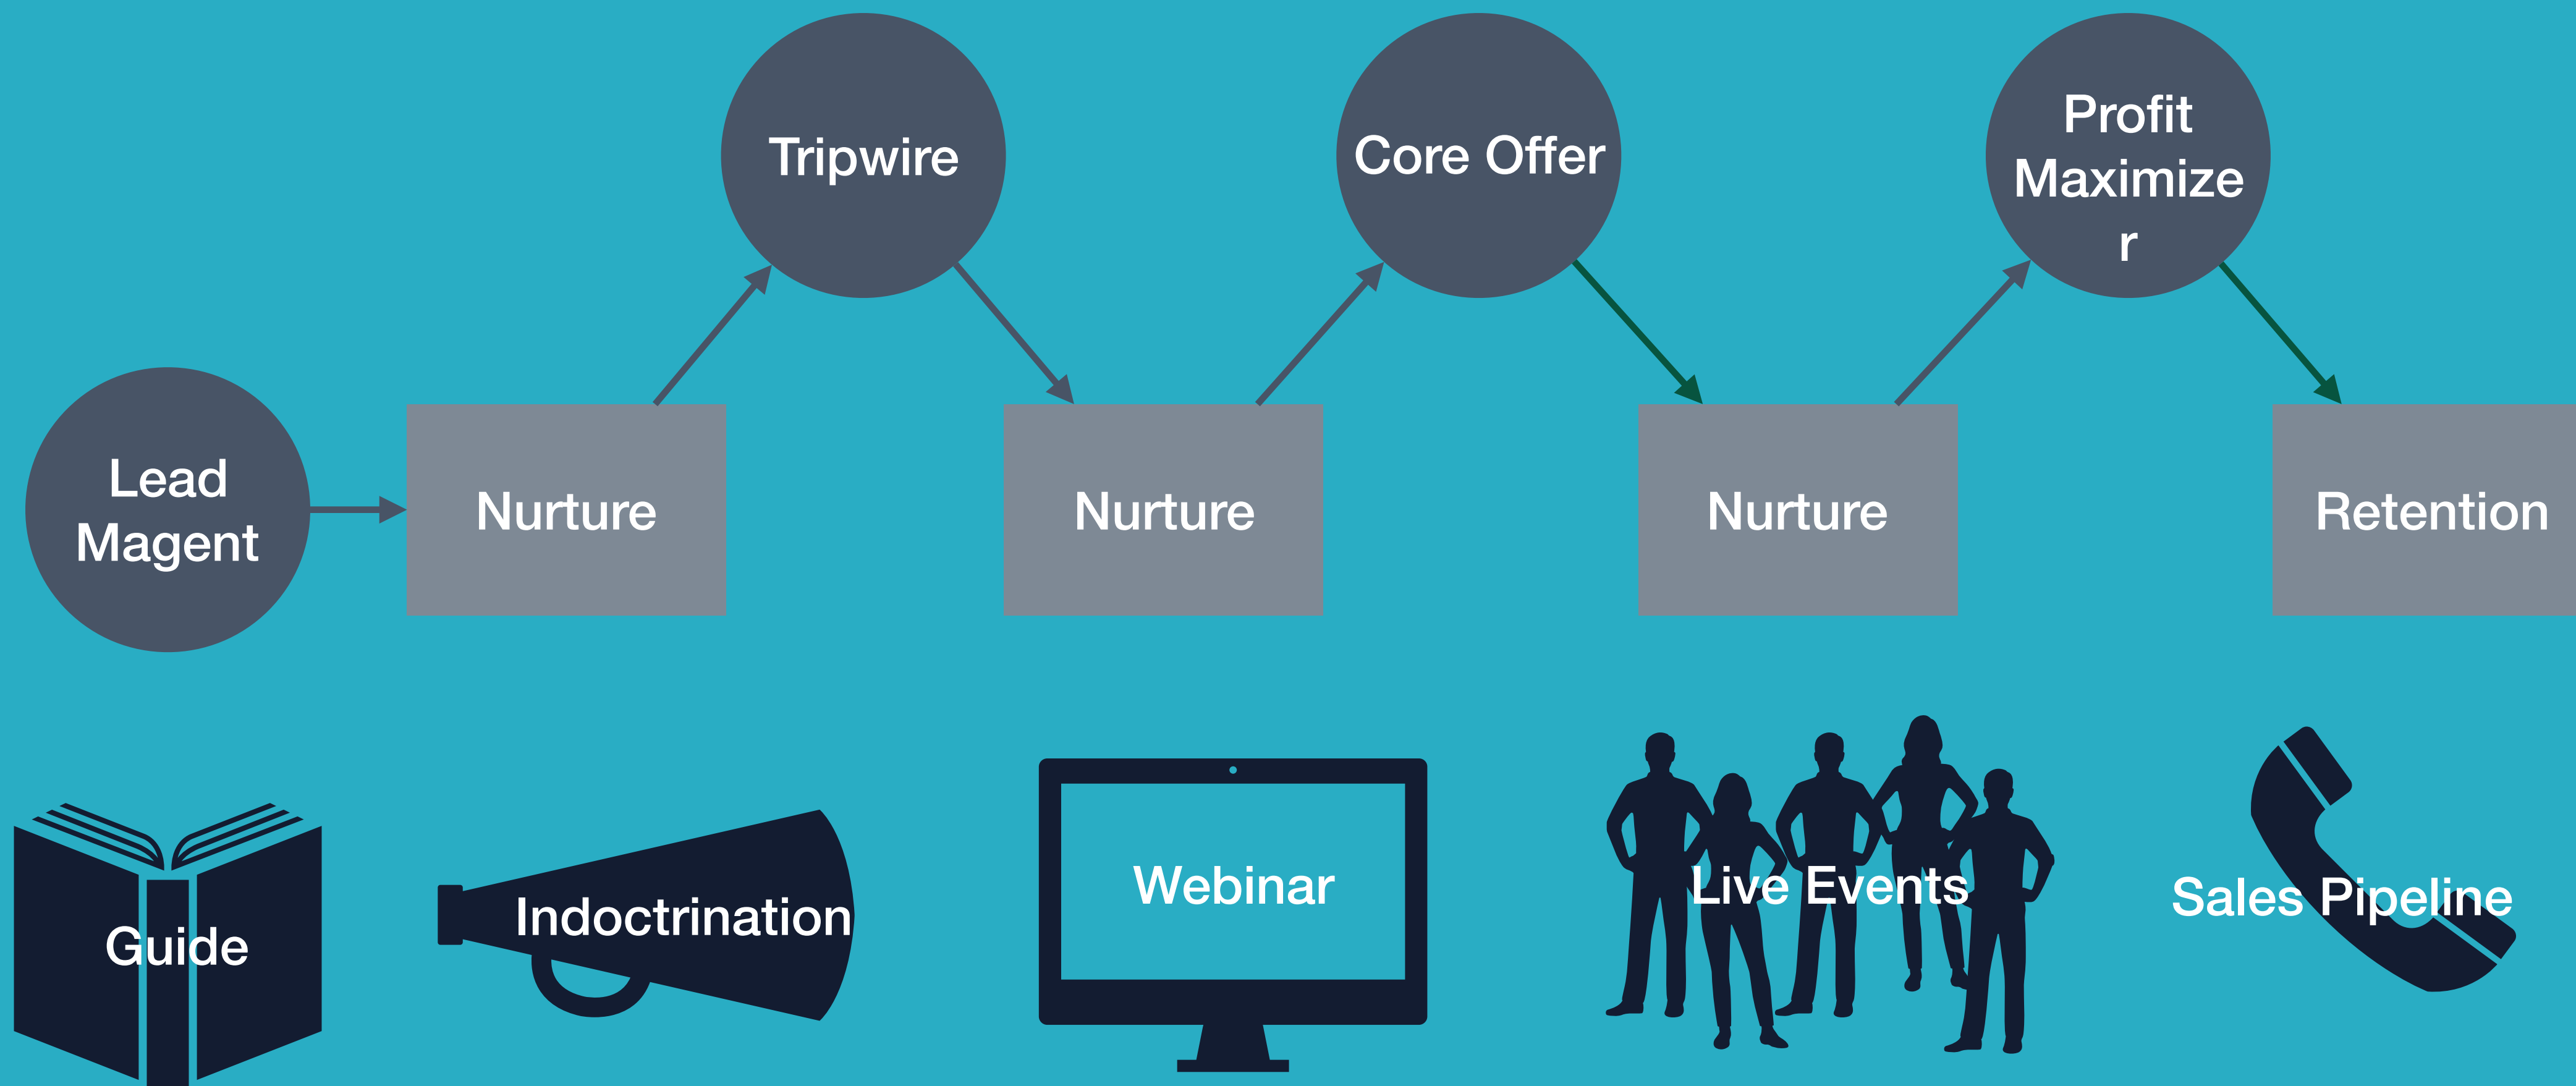 Tripwire
Core Offer
Profit
Maximize
r
Lead
Magent
Nurture
Nurture
Nurture
Retention
Guide
Indoctrination
Webinar
Live Events
Sales Pipeline